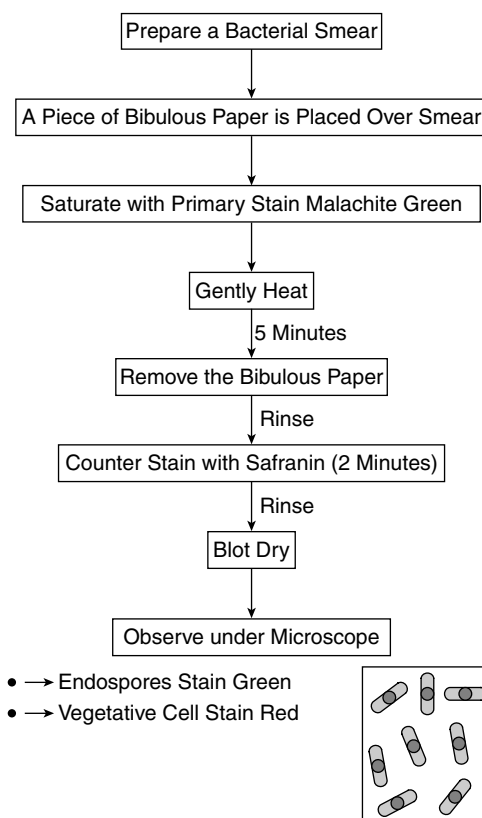 Prepare a Bacterial Smear
A Piece of Bibulous Paper is Placed Over Smear
Saturate with Primary Stain Malachite Green
Gently Heat
5 Minutes
Remove the Bibulous Paper
Rinse
Counter Stain with Safranin (2 Minutes)
Rinse
Blot Dry
Observe under Microscope
• → Endospores Stain Green
• → Vegetative Cell Stain Red